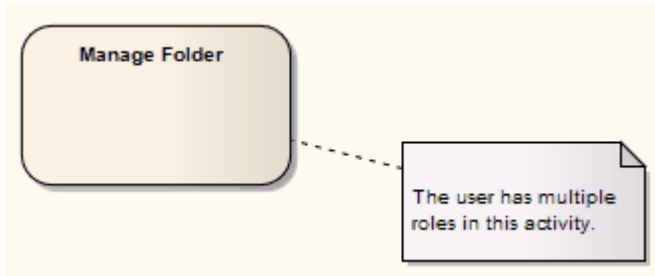 Manage Folder
The user has multiple
roles in this activity.